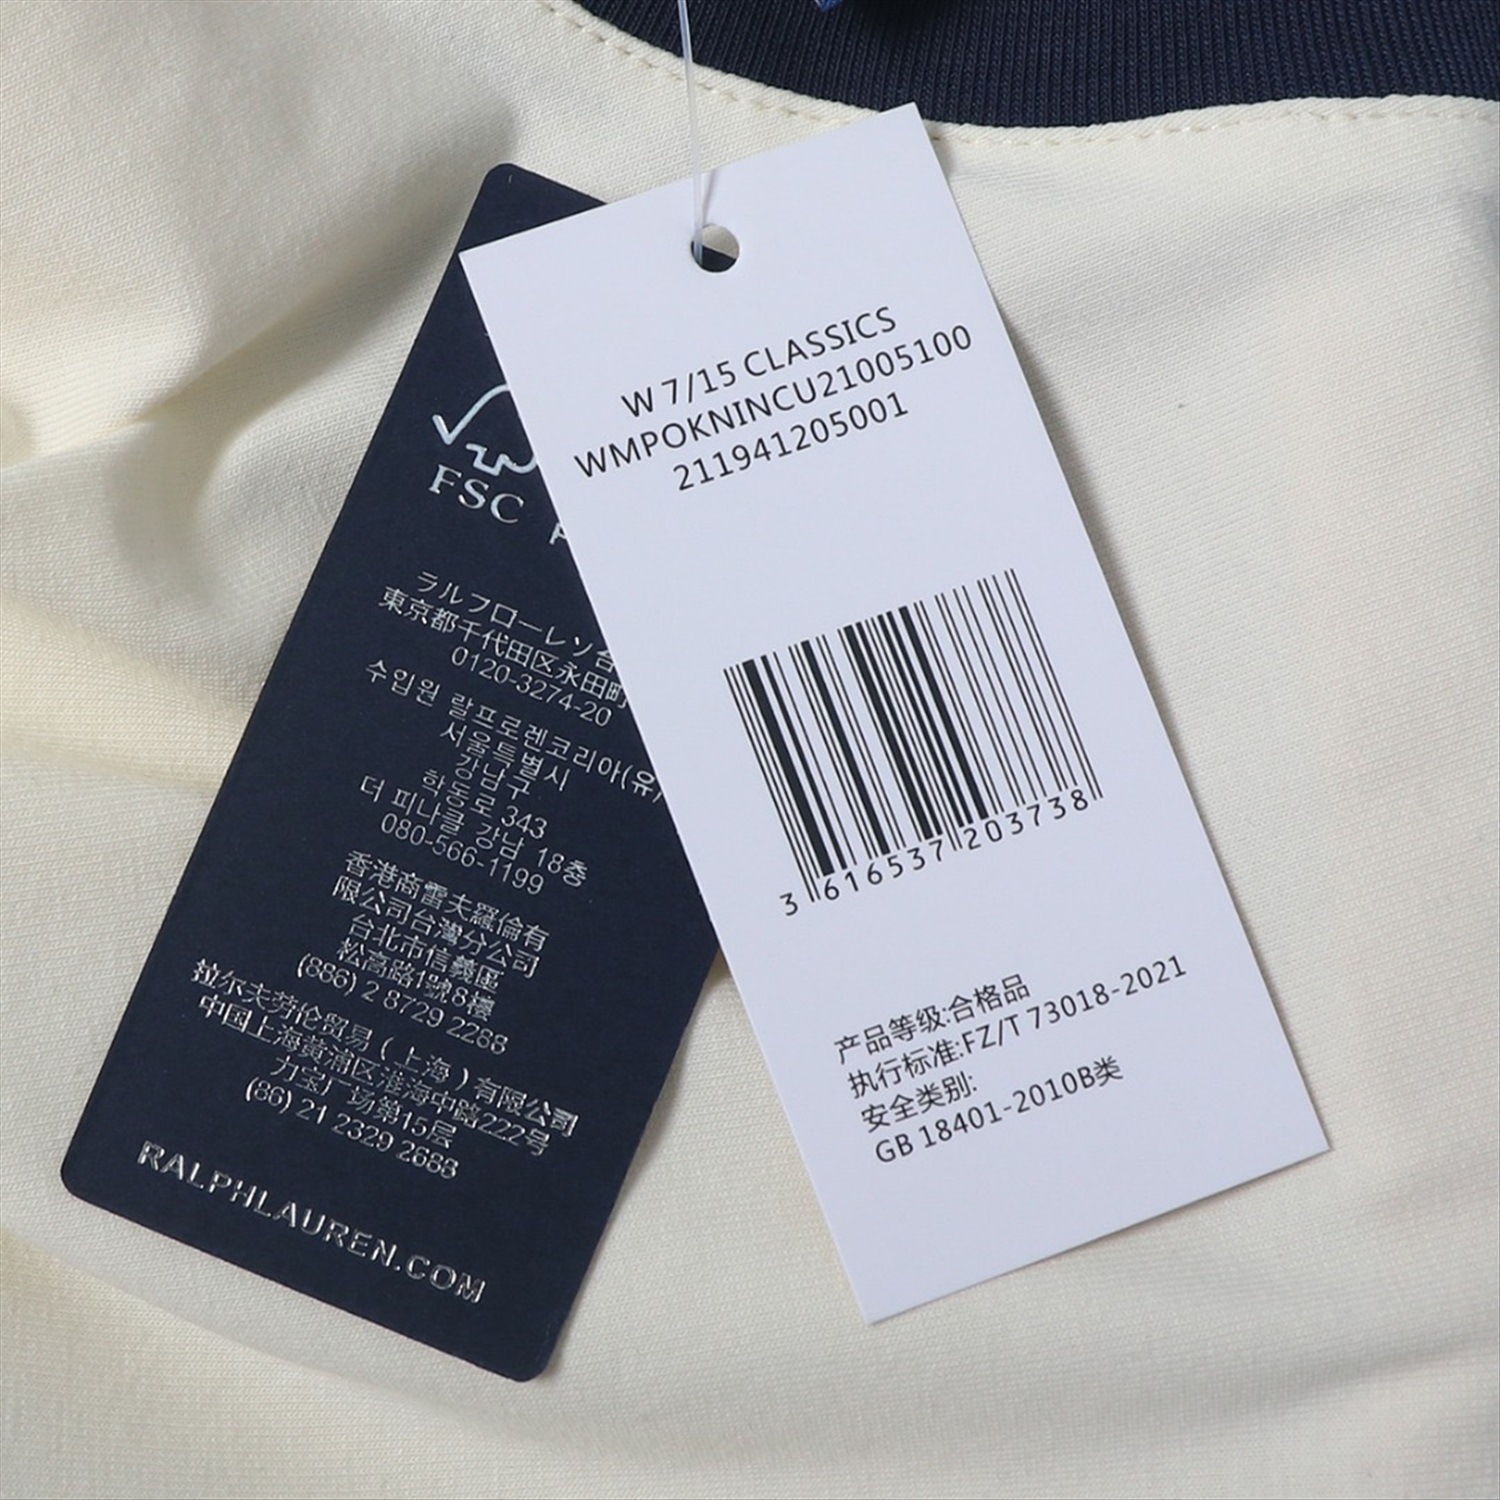 W 7/15 CLASSICS
WMPOKNINCU21005100
211941205001
3 616537 203738
产品等级:合格品
执行标准:FZ/T 73018-2021
安全类别:
GB 18401-2010B类
FSC
ラルフローレン
東京都千代田区永田町
0120-3274-20
수입원 랄프로렌코리아(유)
서울특별시
강남구
학동로 343
더 피나클 강남 18층
080-566-1199
香港商雷夫羅倫有
限公司台灣分公司
台北市信義區
松高路1號8樓
(886) 2 8729 2288
拉尔夫劳伦贸易(上海)有限公司
中国上海黄浦区淮海中路222号
力宝广场第15层
(86) 21 2329 2688
RALPHLAUREN.COM